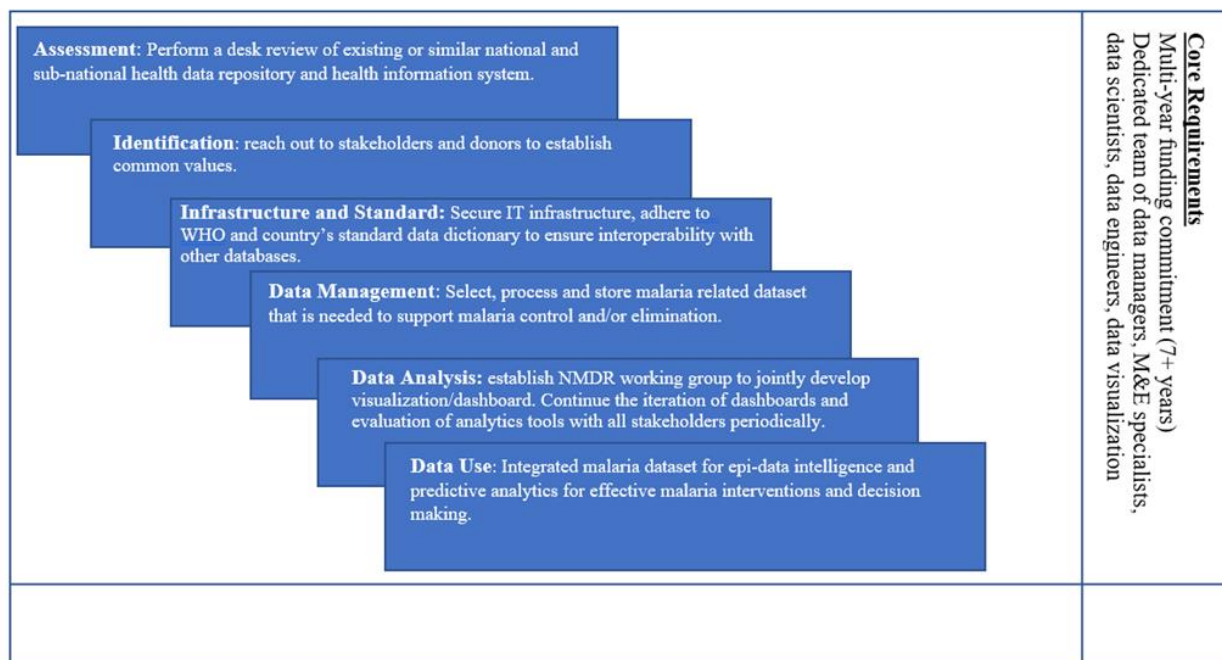 Assessment: Perform a desk review of existing or similar national and
sub-national health data repository and health information system.
Identification: reach out to stakeholders and donors to establish
common values.
Infrastructure and Standard: Secure IT infrastructure, adhere to
WHO and country's standard data dictionary to ensure interoperability with
other databases.
Data Management: Select, process and store malaria related dataset
that is needed to support malaria control and/or elimination.
Data Analysis: establish NMDR working group to jointly develop
visualization/dashboard. Continue the iteration of dashboards and
evaluation of analytics tools with all stakeholders periodically.
Data Use: Integrated malaria dataset for epi-data intelligence and
predictive analytics for effective malaria interventions and decision
making.
Core Requirements
Multi-year funding commitment (7+ years)
Dedicated team of data managers, M&E specialists,
data scientists, data engineers, data visualization